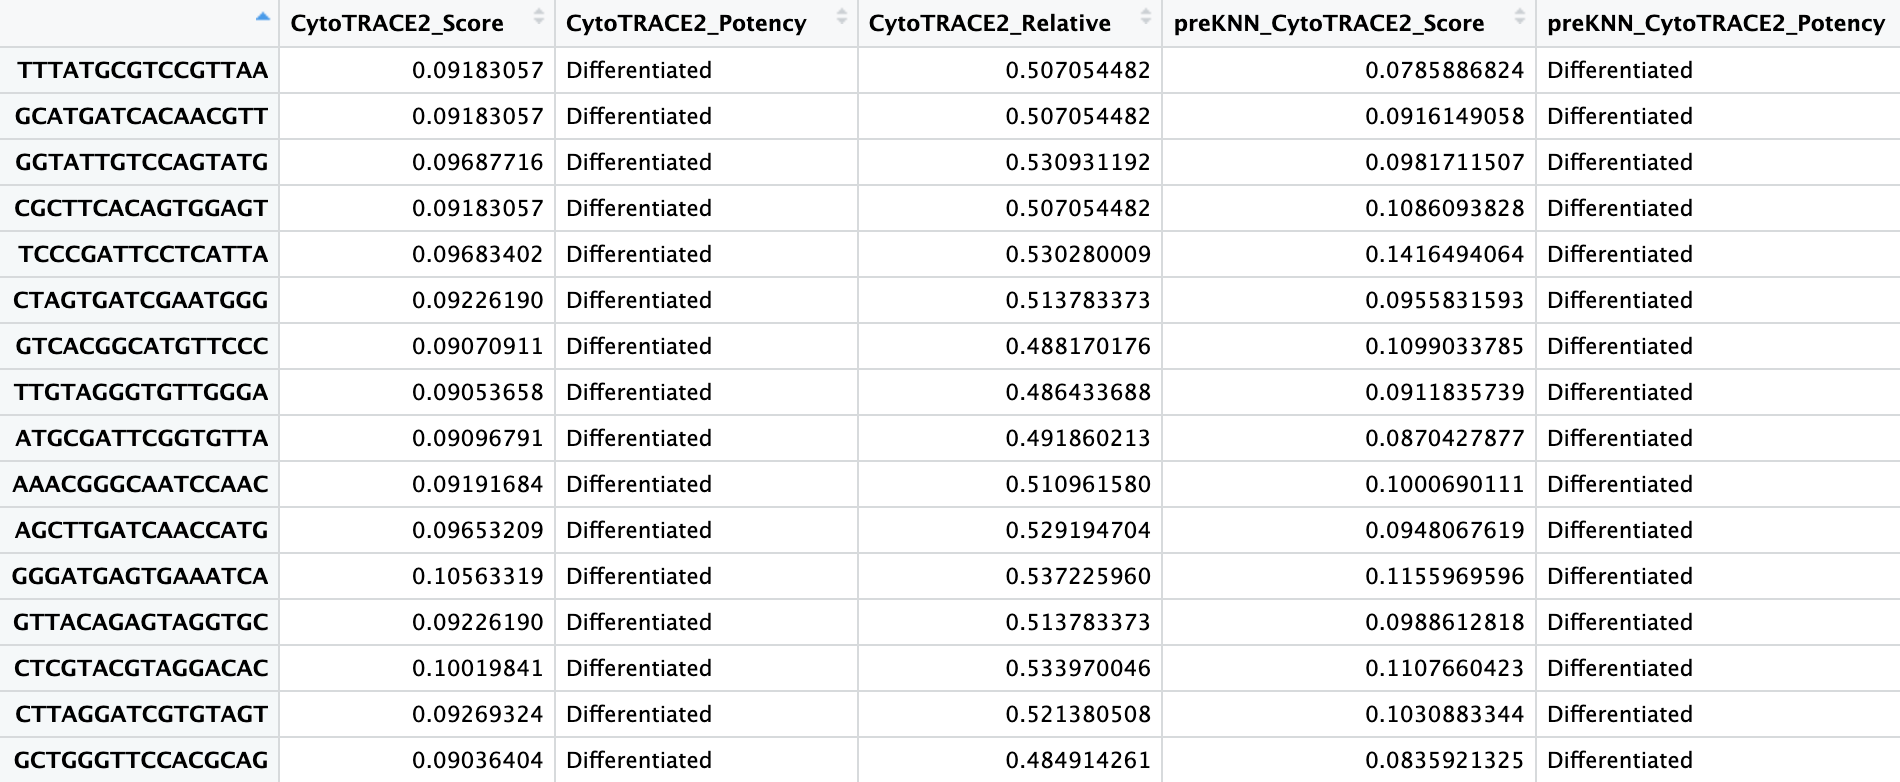 CytoTRACE2_Score CytoTRACE2_Potency CytoTRACE2_Relative preKNN_CytoTRACE2_Score preKNN_CytoTRACE2_Potency
TTTATGCGTCCGTTAA 0.09183057 Differentiated 0.507054482 0.0785886824 Differentiated
GCATGATCACAACGTT 0.09183057 Differentiated 0.507054482 0.0916149058 Differentiated
GGTATTGTCCAGTATG 0.09687716 Differentiated 0.530931192 0.0981711507 Differentiated
CGCTTCACAGTGGAGT 0.09183057 Differentiated 0.507054482 0.1086093828 Differentiated
TCCCGATTCCTCATTA 0.09683402 Differentiated 0.530280009 0.1416494064 Differentiated
CTAGTGATCGAATGGG 0.09226190 Differentiated 0.513783373 0.0955831593 Differentiated
GTCACGGCATGTTCCC 0.09070911 Differentiated 0.488170176 0.1099033785 Differentiated
TTGTAGGGTGTTGGGA 0.09053658 Differentiated 0.486433688 0.0911835739 Differentiated
ATGCGATTCGGTGTTA 0.09096791 Differentiated 0.491860213 0.0870427877 Differentiated
AAACGGGCAATCCAAC 0.09191684 Differentiated 0.510961580 0.1000690111 Differentiated
AGCTTGATCAACCATG 0.09653209 Differentiated 0.529194704 0.0948067619 Differentiated
GGGATGAGTGAAATCA 0.10563319 Differentiated 0.537225960 0.1155969596 Differentiated
GTTACAGAGTAGGTGC 0.09226190 Differentiated 0.513783373 0.0988612818 Differentiated
CTCGTACGTAGGACAC 0.10019841 Differentiated 0.533970046 0.1107660423 Differentiated
CTTAGGATCGTGTAGT 0.09269324 Differentiated 0.521380508 0.1030883344 Differentiated
GCTGGGTTCCACGCAG 0.09036404 Differentiated 0.484914261 0.0835921325 Differentiated